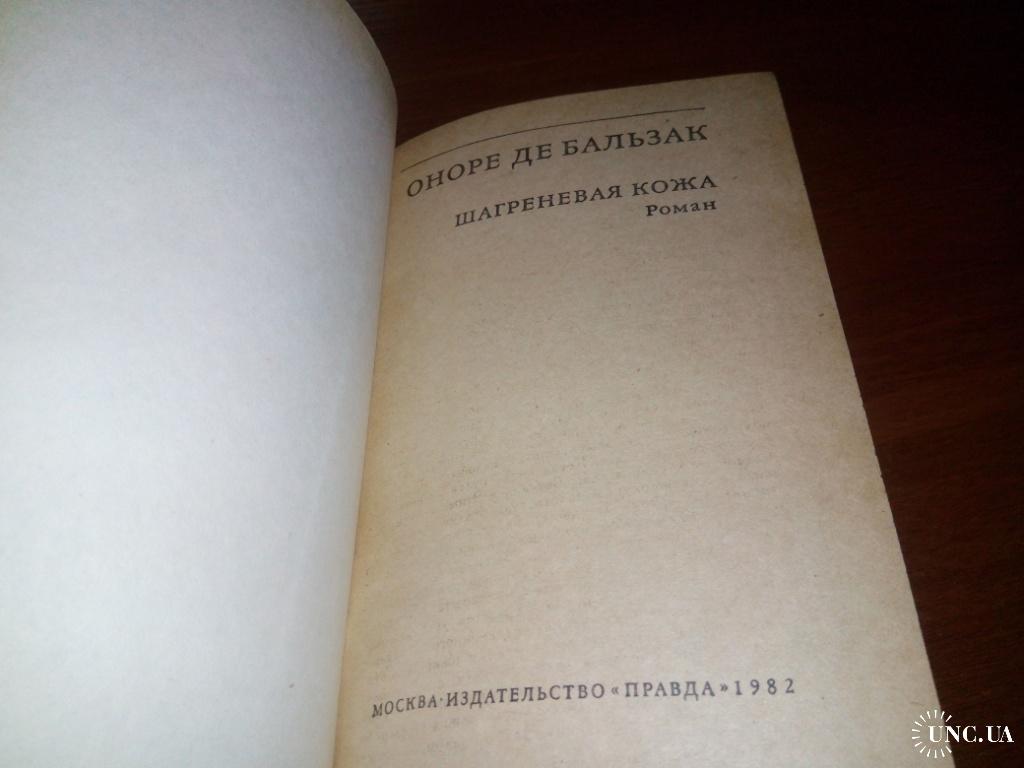 ОНОРЕ ДЕ БАЛЬЗАК
ШАГРЕНЕВАЯ КОЖА
Роман
МОСКВА·ИЗДАТЕЛЬСТВО «ПРАВДА» 1982
UNC.UA